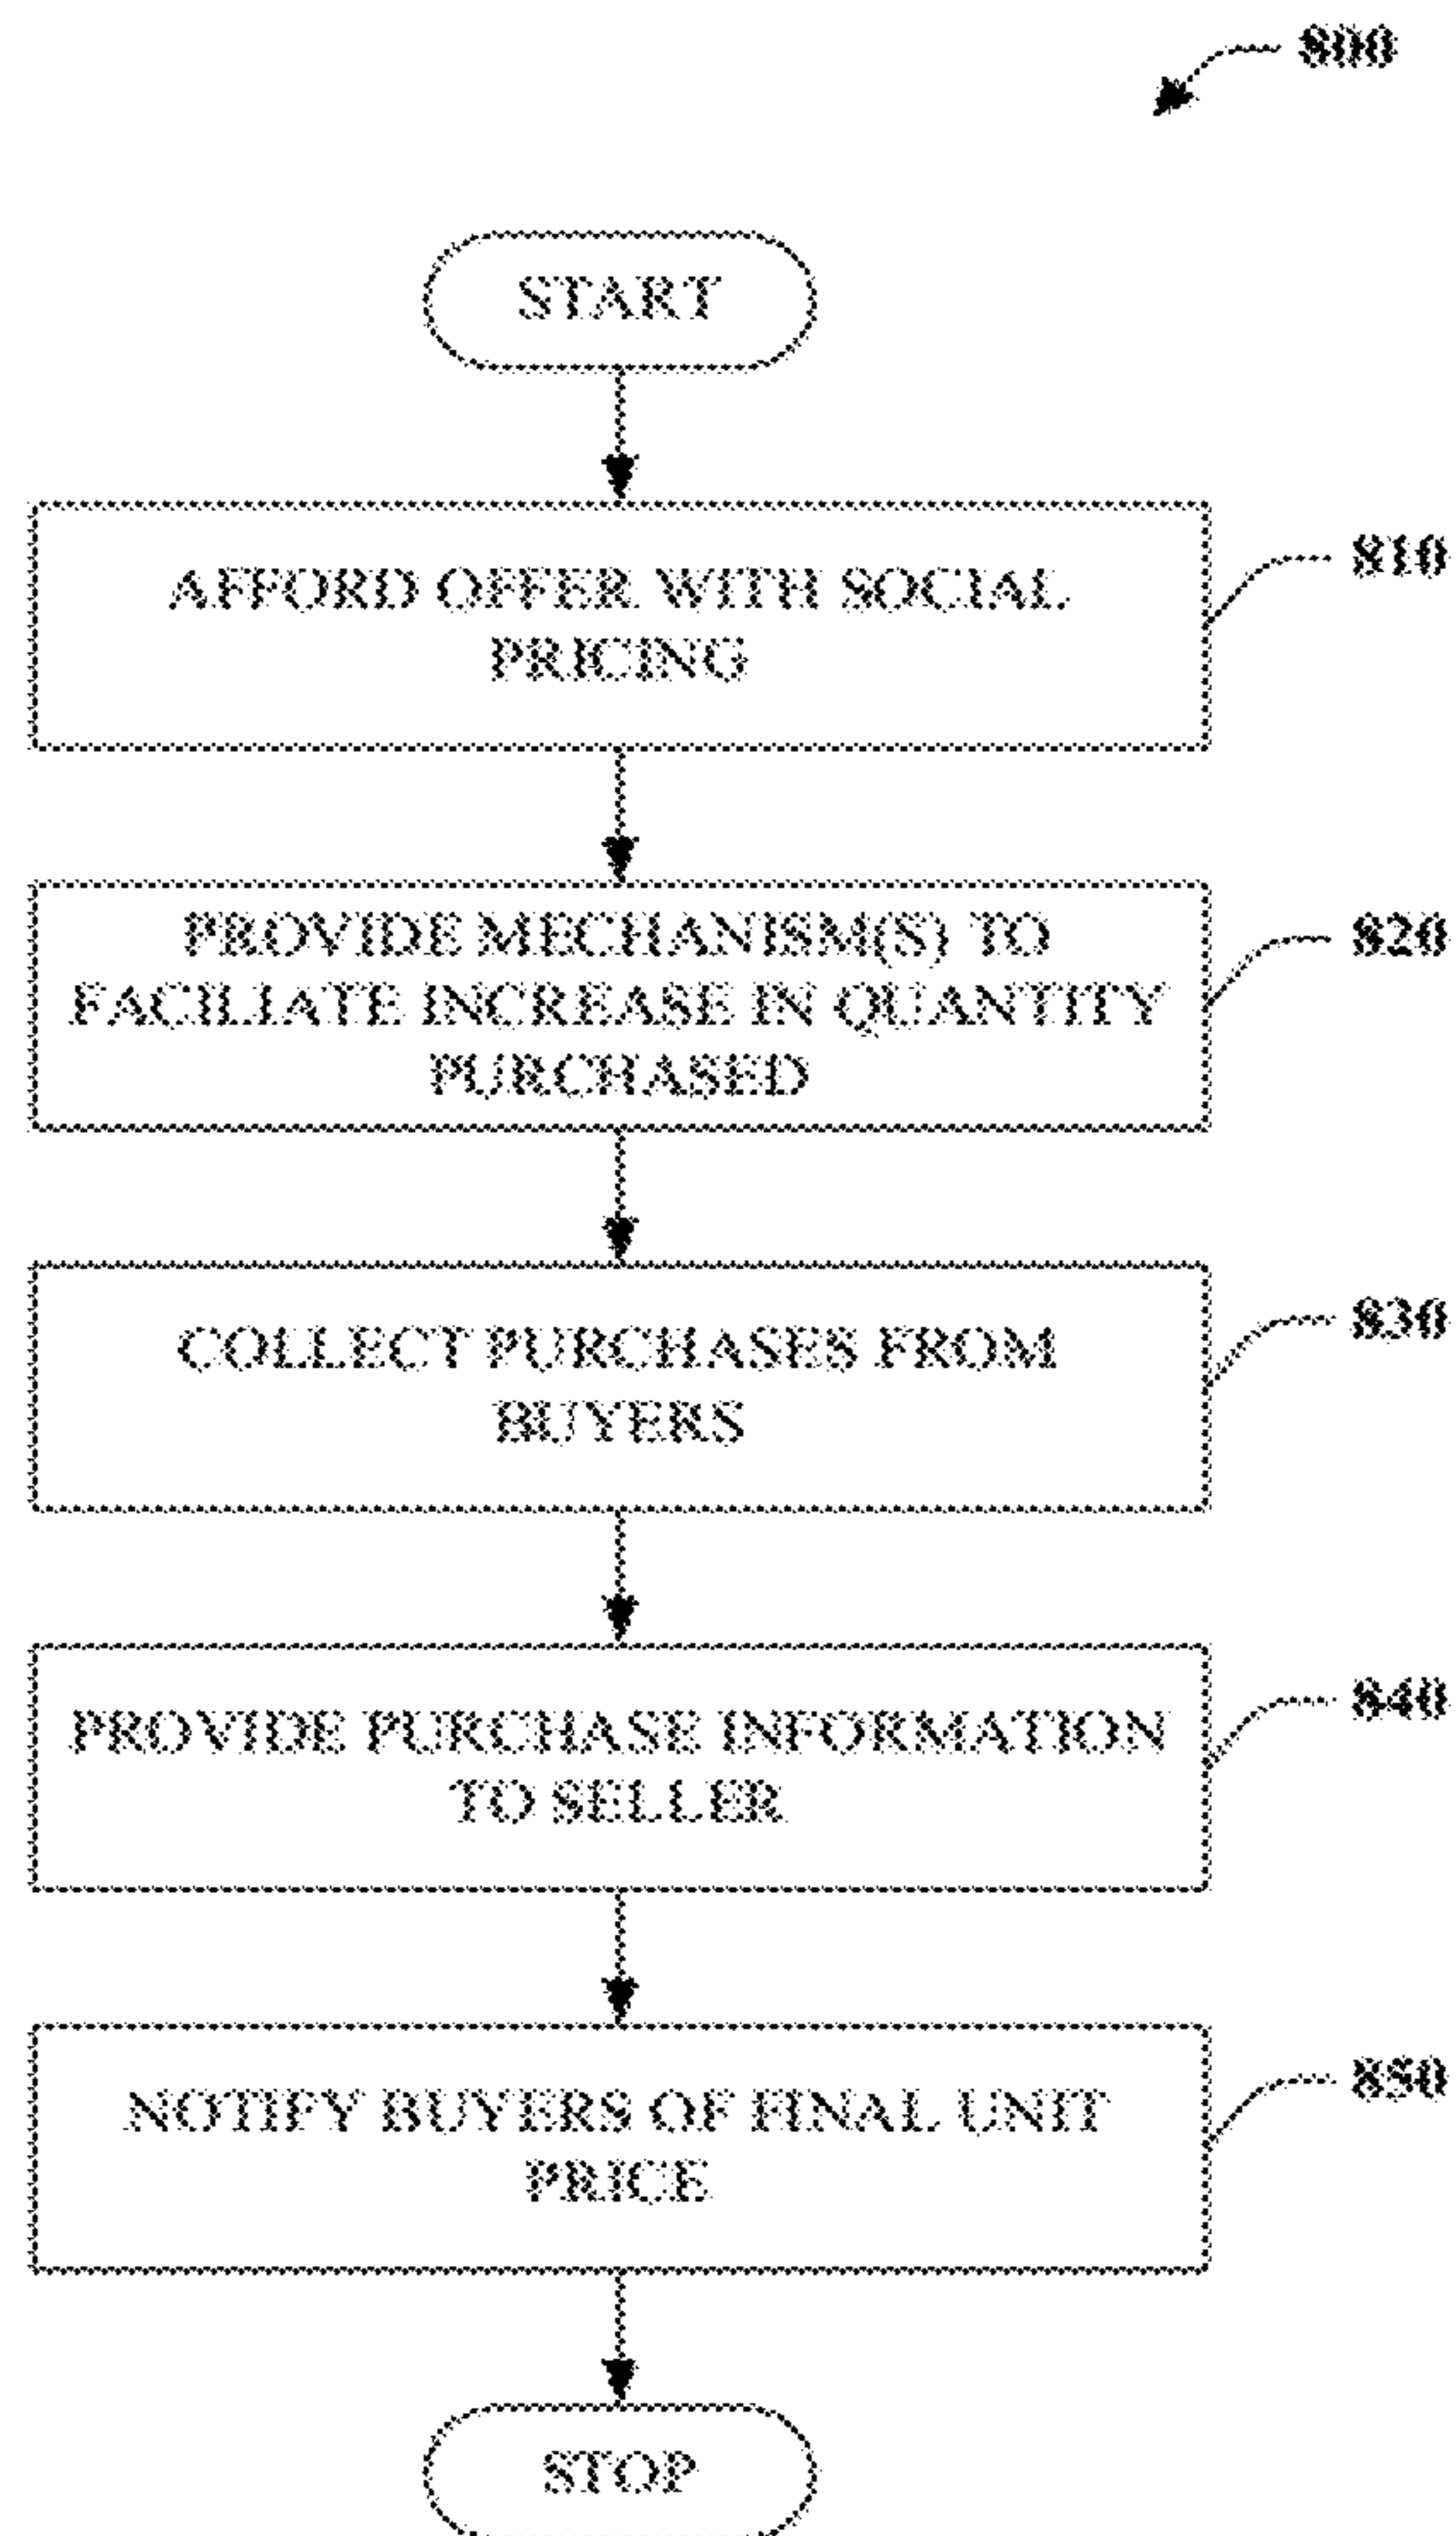 800
START
AFFORD OFFER WITH SOCIAL
PRICING
810
PROVIDE MECHANISM(S) TO
FACILIATE INCREASE IN QUANTITY
PURCHASED
820
COLLECT PURCHASES FROM
BUYERS
830
PROVIDE PURCHASE INFORMATION
TO SELLER
840
NOTIFY BUYERS OF FINAL UNIT
PRICE
850
STOP